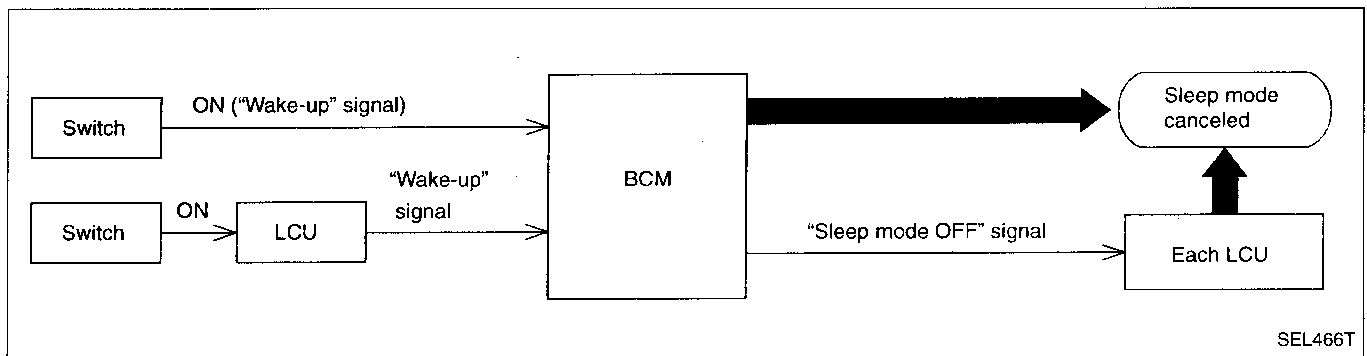 ON (“Wake-up” signal)
Switch
Sleep mode
canceled
“Wake-up”
signal
BCM
ON
Switch
LCU
“Sleep mode OFF” signal
Each LCU
SEL466T